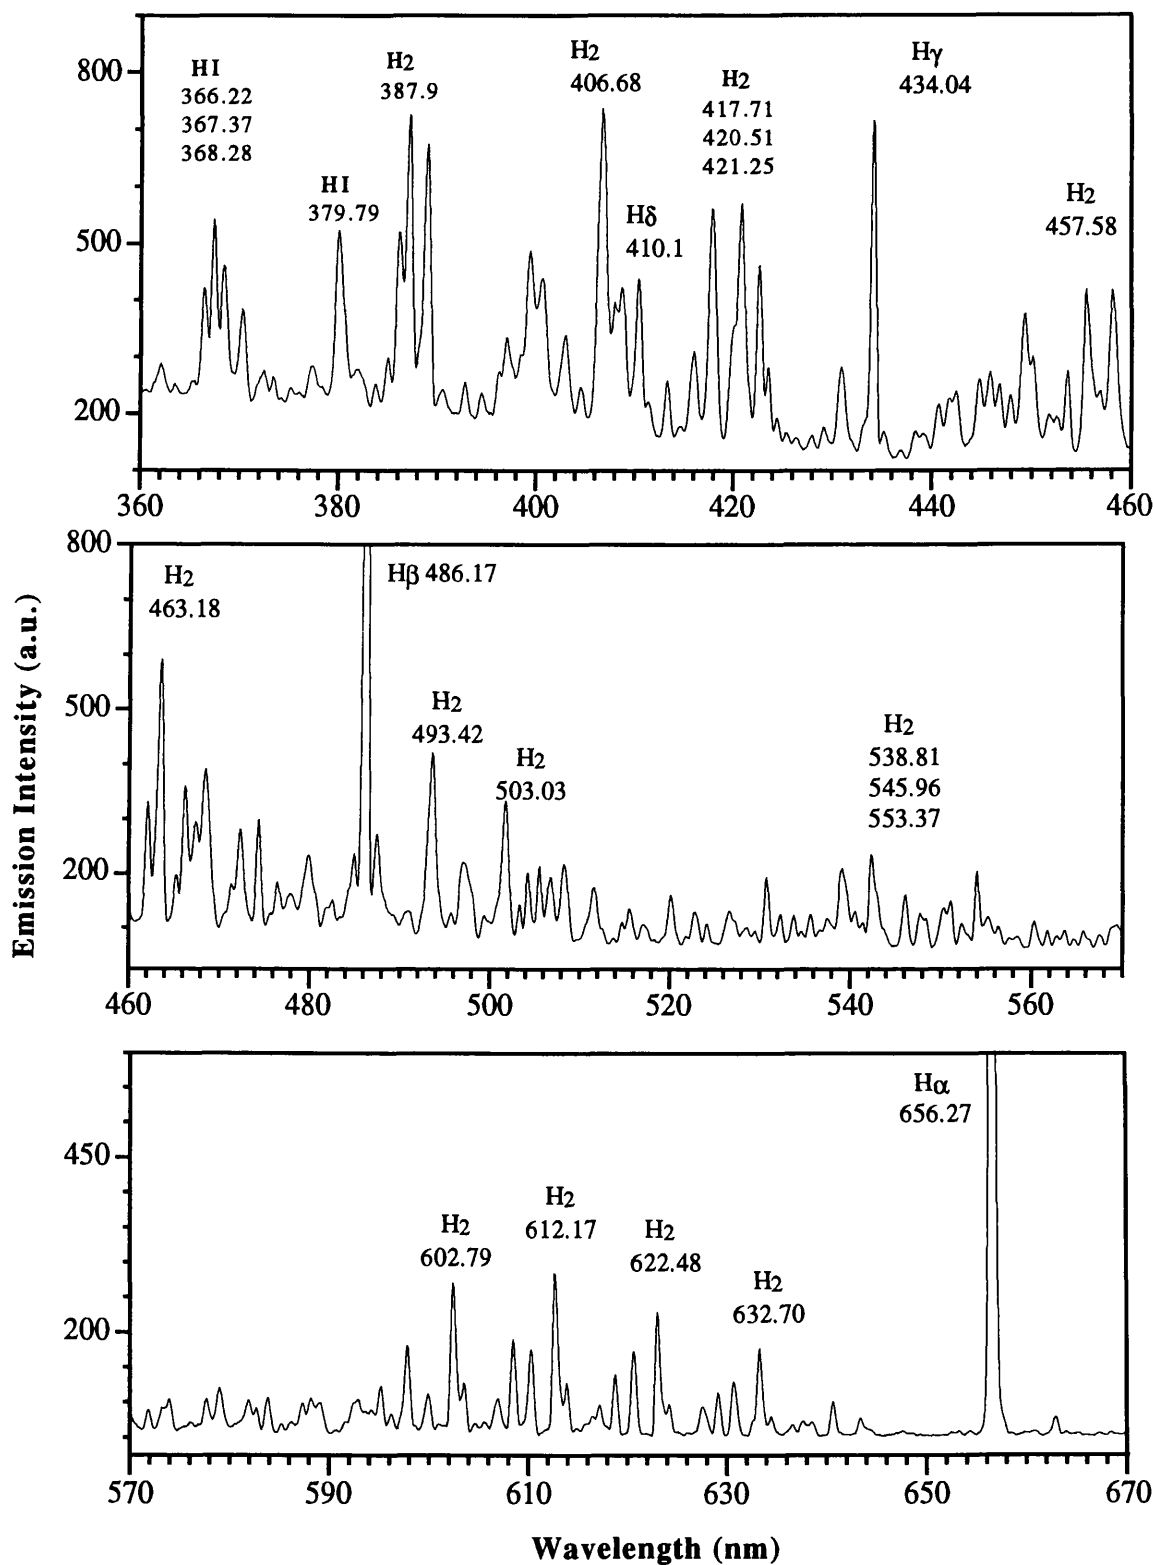 800
500
200
HI
366.22
367.37
368.28
HI
379.79
H2
387.9
H2
406.68
Hδ
410.1
H2
417.71
420.51
421.25
Hγ
434.04
H2
457.58
360 380 400 420 440 460
Emission Intensity (a.u.)
800
500
200
H2
463.18
Hβ 486.17
H2
493.42
H2
503.03
H2
538.81
545.96
553.37
460 480 500 520 540 560
450
200
H2
602.79
H2
612.17
H2
622.48
H2
632.70
Hα
656.27
570 590 610 630 650 670
Wavelength (nm)